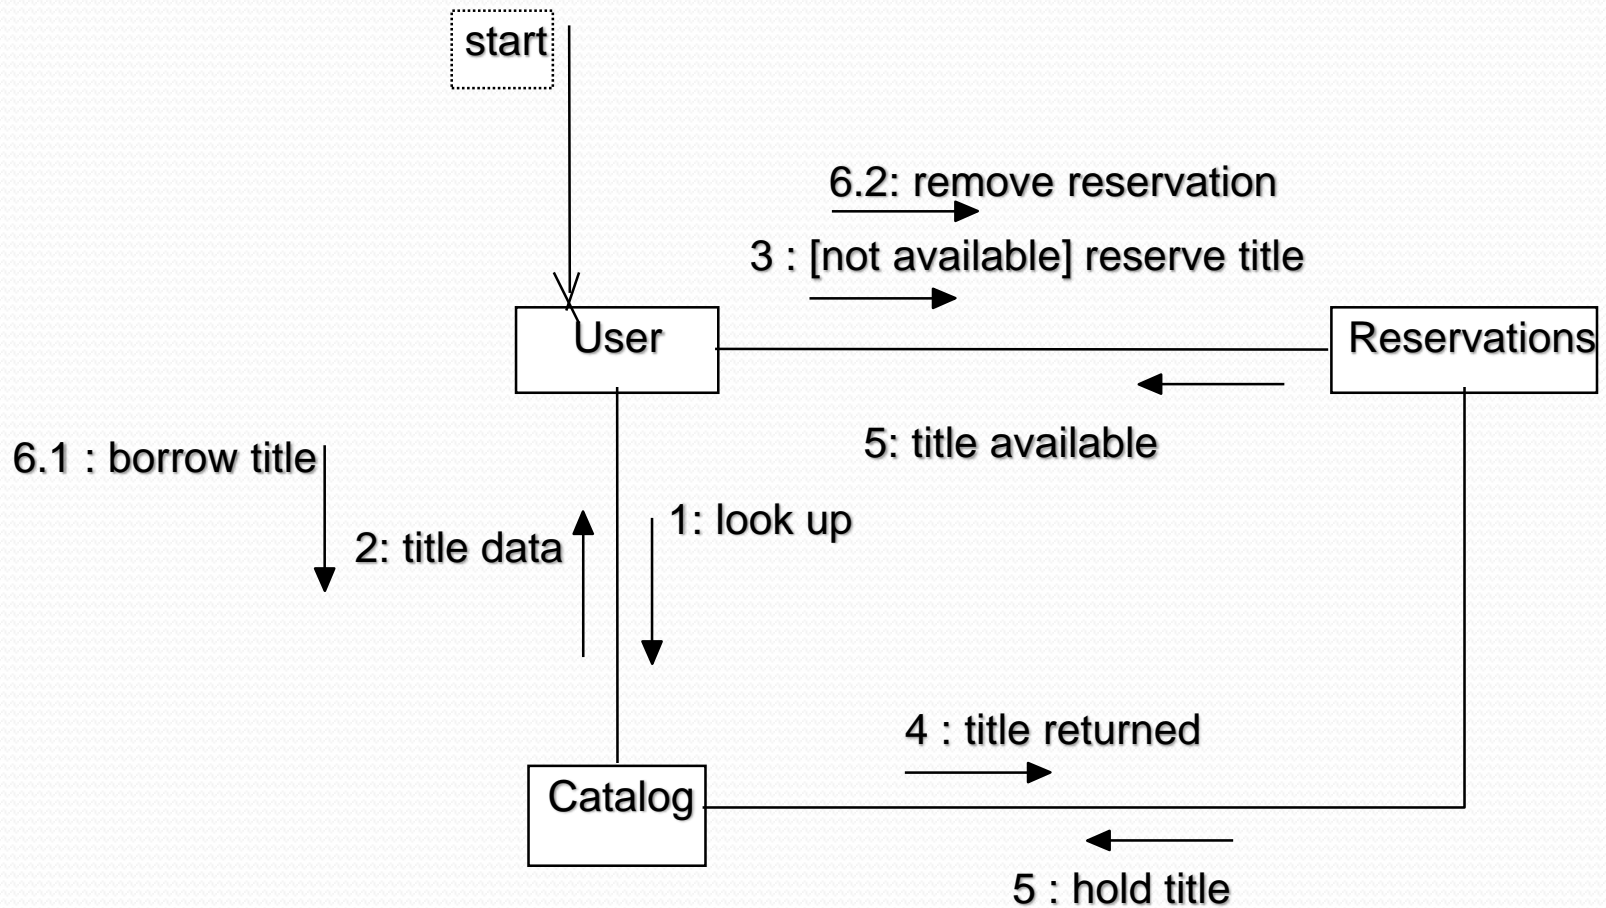 start
6.2: remove reservation
3 : [not available] reserve title
User
Reservations
5: title available
6.1 : borrow title
1: look up
2: title data
4 : title returned
Catalog
5 : hold title